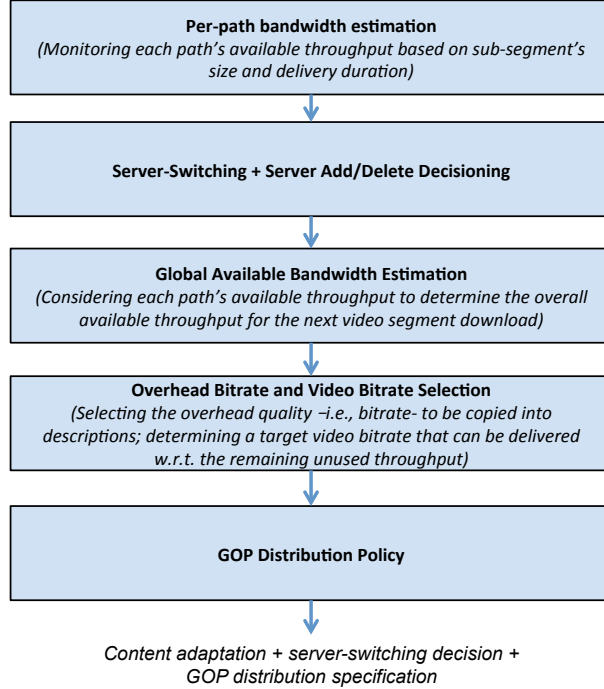 Per-path bandwidth estimation
(Monitoring each path's available throughput based on sub-segment's
size and delivery duration)
Server-Switching + Server Add/Delete Decisioning
Global Available Bandwidth Estimation
(Considering each path's available throughput to determine the overall
available throughput for the next video segment download)
Overhead Bitrate and Video Bitrate Selection
(Selecting the overhead quality –i.e., bitrate- to be copied into
descriptions; determining a target video bitrate that can be delivered
w.r.t. the remaining unused throughput)
GOP Distribution Policy
Content adaptation + server-switching decision +
GOP distribution specification